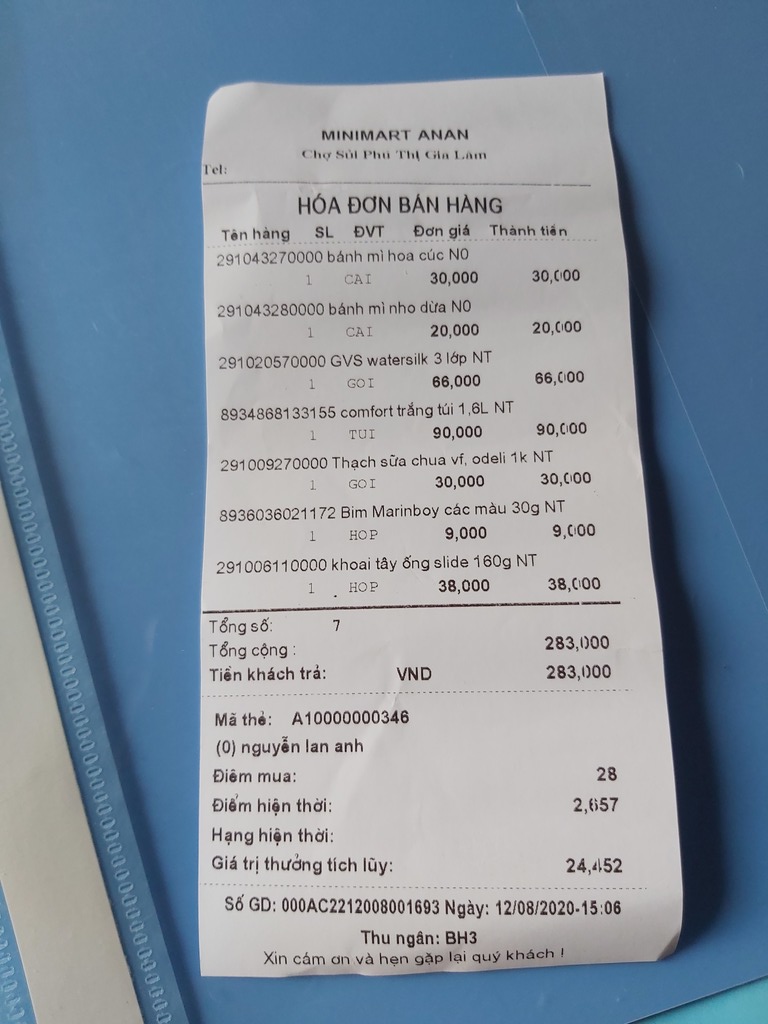 MINIMART ANAN
Chợ Sủi Phú Thị Gia Lâm
Tel:
HÓA ĐƠN BÁN HÀNG
Tên hàng SL ĐVT Đơn giá Thành tiền
291043270000 bánh mì hoa cúc N0
1 CAI 30,000 30,000
291043280000 bánh mì nho dừa N0
1 CAI 20,000 20,000
291020570000 GVS watersilk 3 lớp NT
1 GOI 66,000 66,000
8934868133155 comfort trắng túi 1,6L NT
1 TUI 90,000 90,000
291009270000 Thạch sữa chua vf, odeli 1k NT
1 GOI 30,000 30,000
8936036021172 Bim Marinboy các màu 30g NT
1 HOP 9,000 9,000
291006110000 khoai tây ống slide 160g NT
1 HOP 38,000 38,000
Tổng số: 7
Tổng cộng : 283,000
Tiền khách trả: VND 283,000
Mã thẻ: A10000000346
(0) nguyễn lan anh
Điểm mua: 28
Điểm hiện thời: 2,657
Hạng hiện thời:
Giá trị thưởng tích lũy: 24,452
Số GD: 000AC2212008001693 Ngày: 12/08/2020-15:06
Thu ngân: BH3
Xin cảm ơn và hẹn gặp lại quý khách !